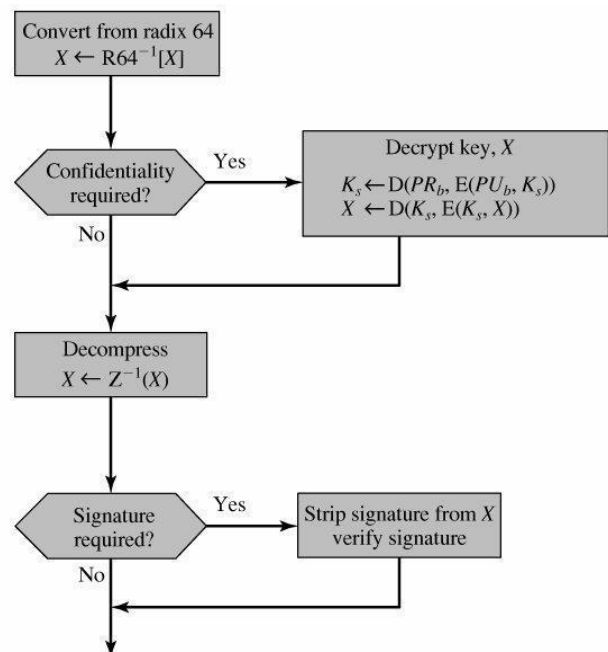 Convert from radix 64
X ← R64⁻¹[X]
Confidentiality
required?
Yes
No
Decrypt key, X
Kₛ ← D(PR_b, E(PU_b, Kₛ))
X ← D(Kₛ, E(Kₛ, X))
Decompress
X ← Z⁻¹(X)
Signature
required?
Yes
No
Strip signature from X
verify signature